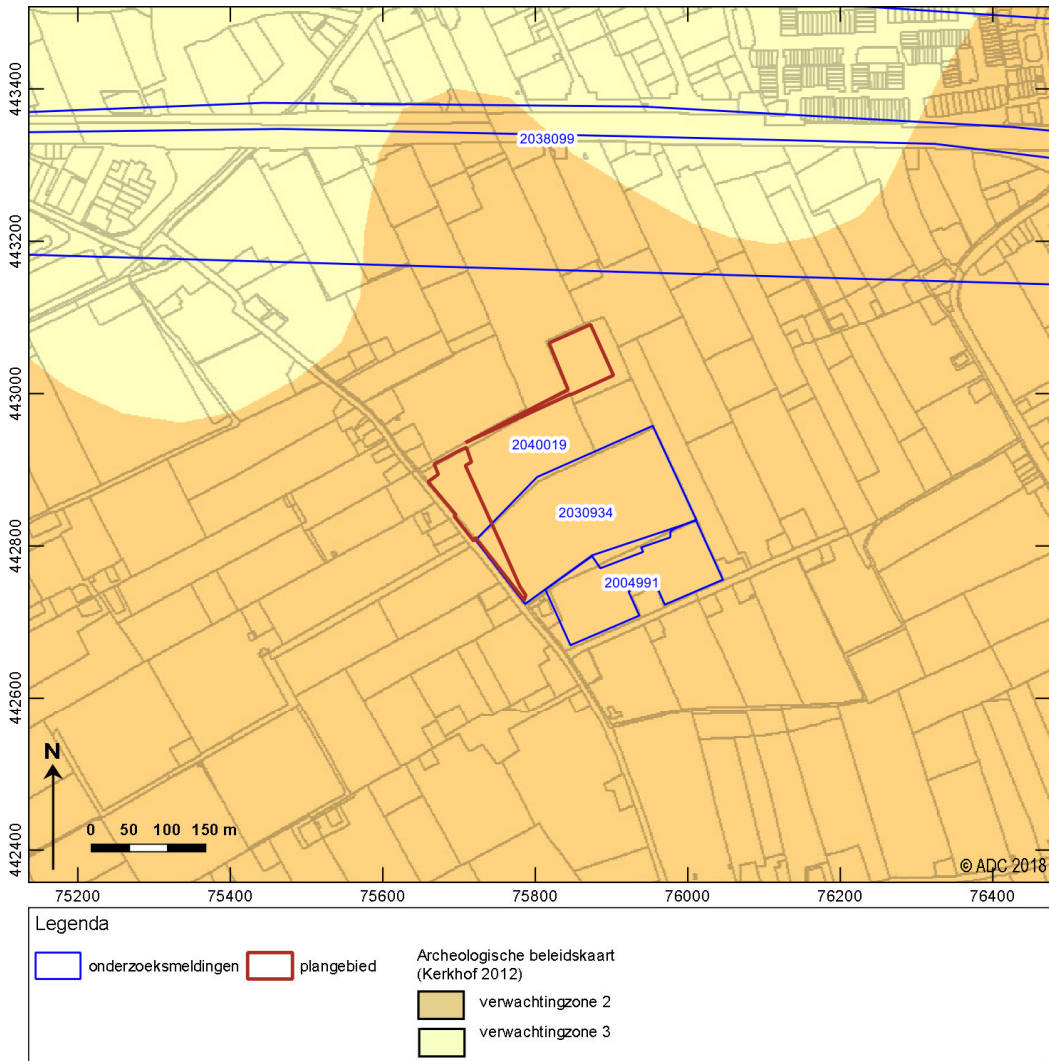 443400
443200
443000
442800
442600
442400
2038099
2040019
2030934
2004991
N
0 50 100 150 m
© ADC 2018
75200 75400 75600 75800 76000 76200 76400
Legenda
onderzoeksmeldingen
plangebied
Archeologische beleidskaart
(Kerkhof 2012)
verwachtingzone 2
verwachtingzone 3